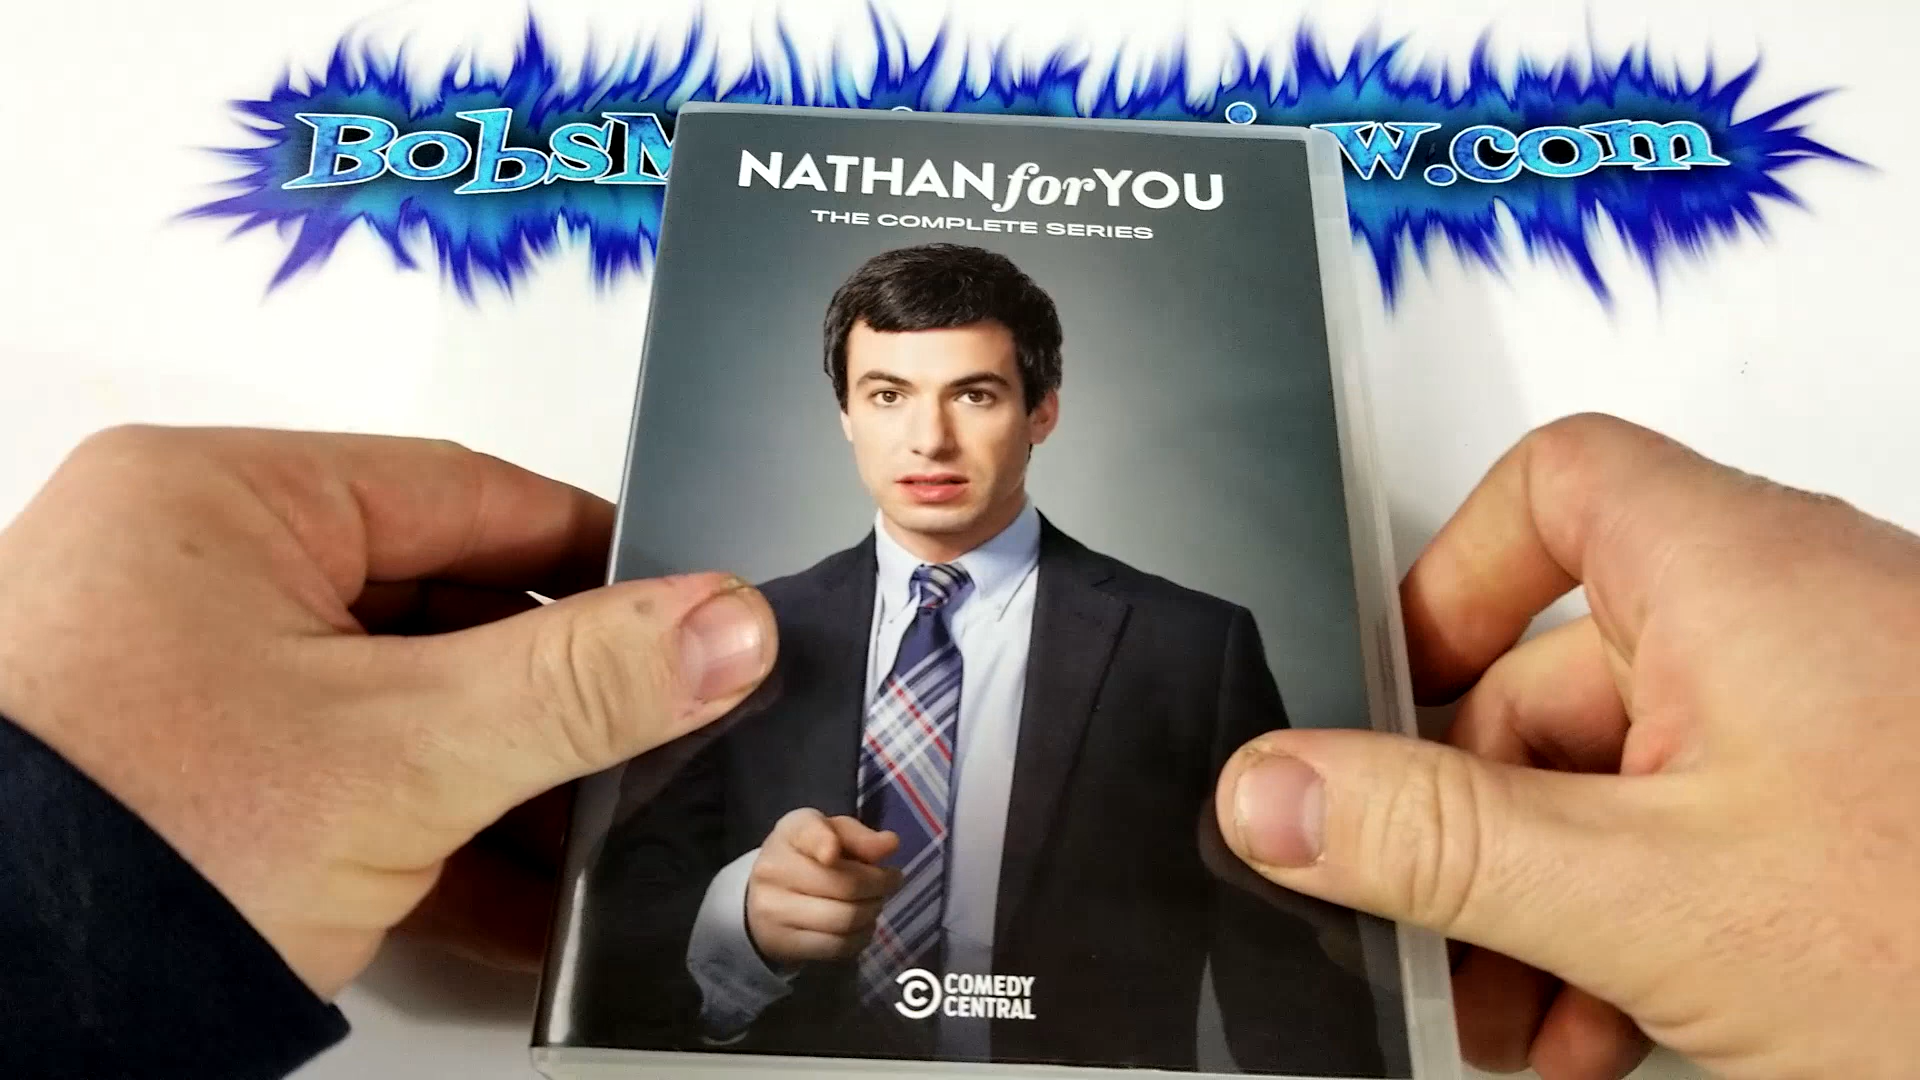 BobsM w.com
NATHAN for YOU
THE COMPLETE SERIES
COMEDY
CENTRAL